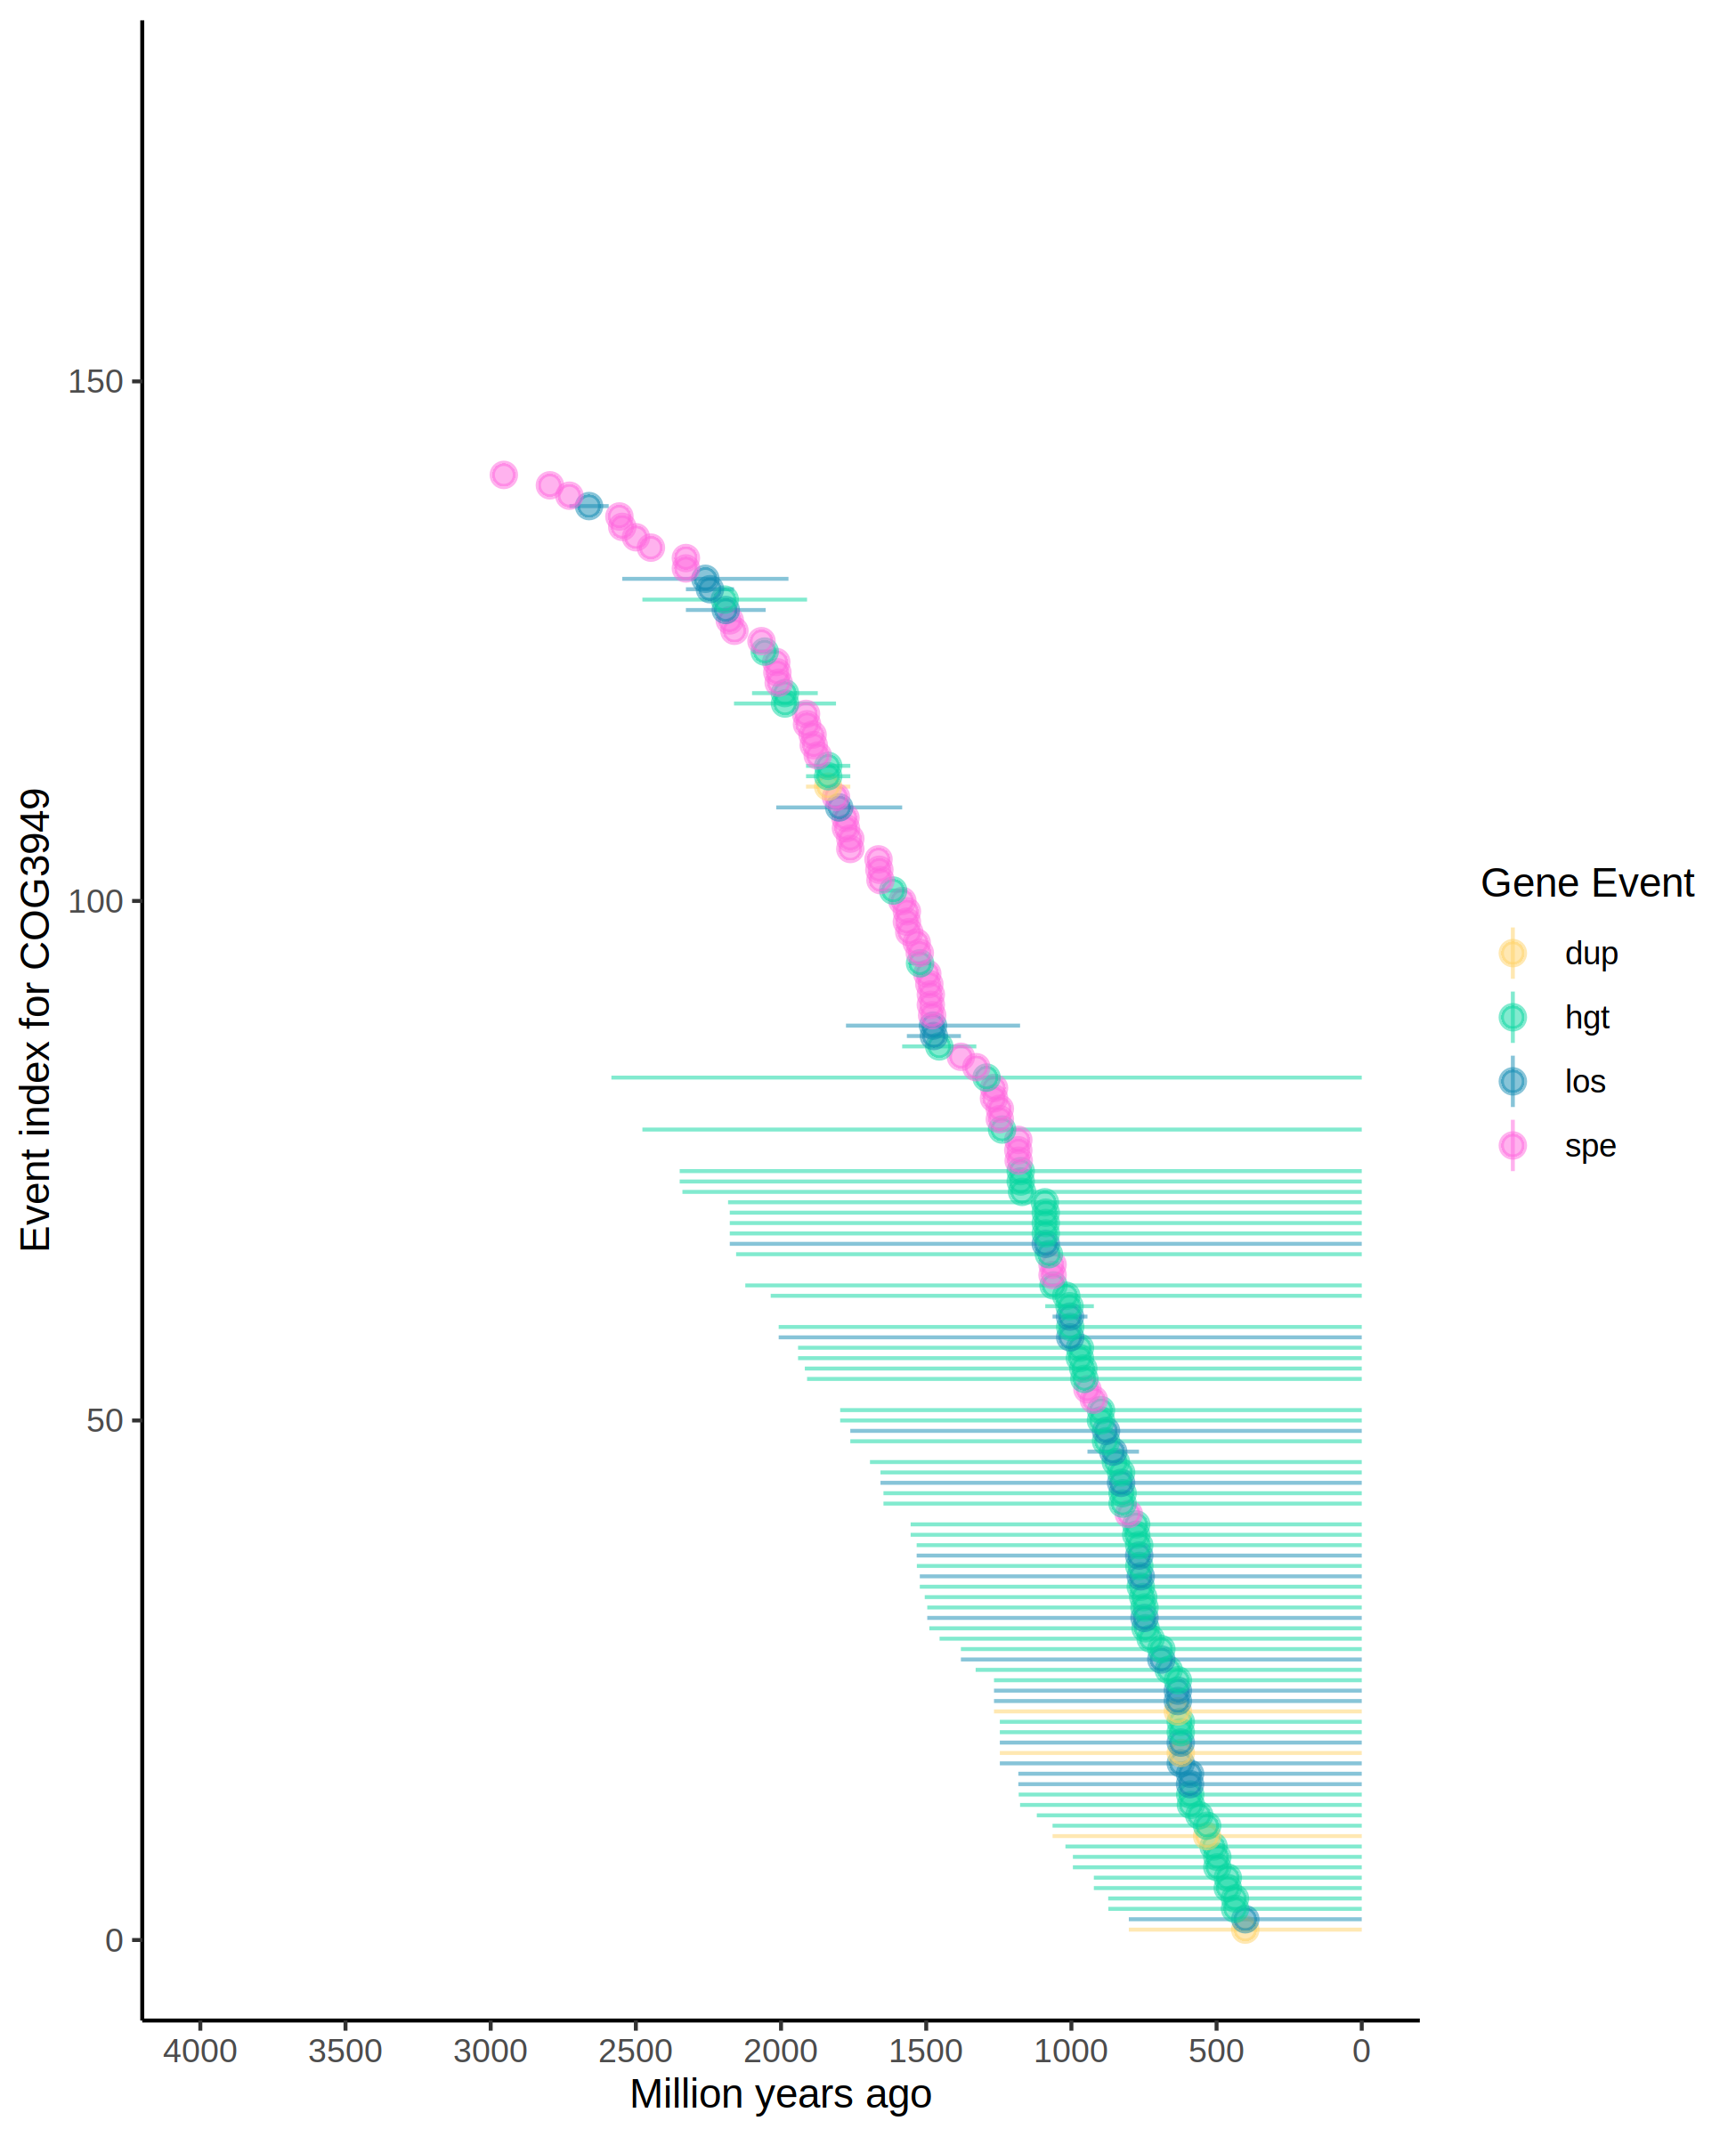 150
100
50
0
Event index for COG3949
4000 3500 3000 2500 2000 1500 1000 500 0
Million years ago
Gene Event
dup
hgt
los
spe